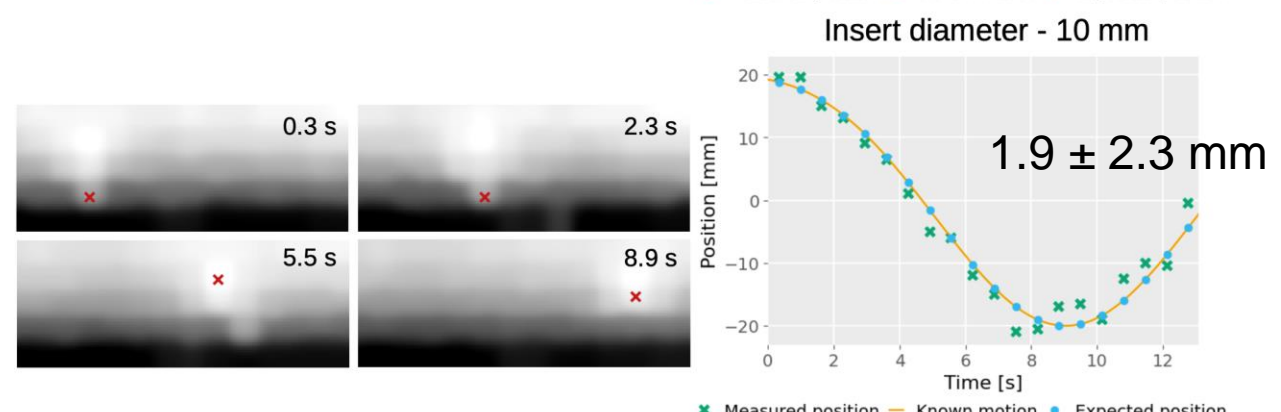 Insert diameter - 10 mm
0.3 s
2.3 s
5.5 s
8.9 s
1.9 ± 2.3 mm
Position [mm]
20
10
0
−10
−20
0 2 4 6 8 10 12
Time [s]
Measured position Known motion Expected position